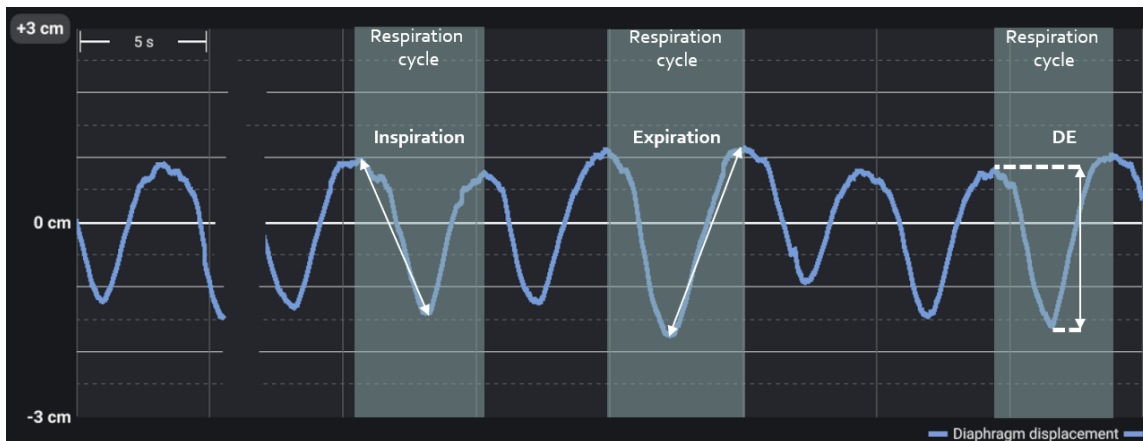 +3 cm
5 s
Respiration
cycle
Respiration
cycle
Respiration
cycle
Inspiration
Expiration
DE
0 cm
-3 cm
Diaphragm displacement